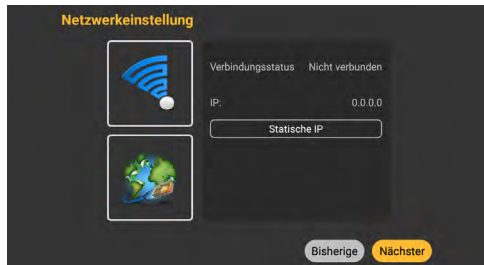 Netzwerkeinstellung
Verbindungsstatus Nicht verbunden
IP: 0.0.0.0
Statische IP
Bisherige Nächster